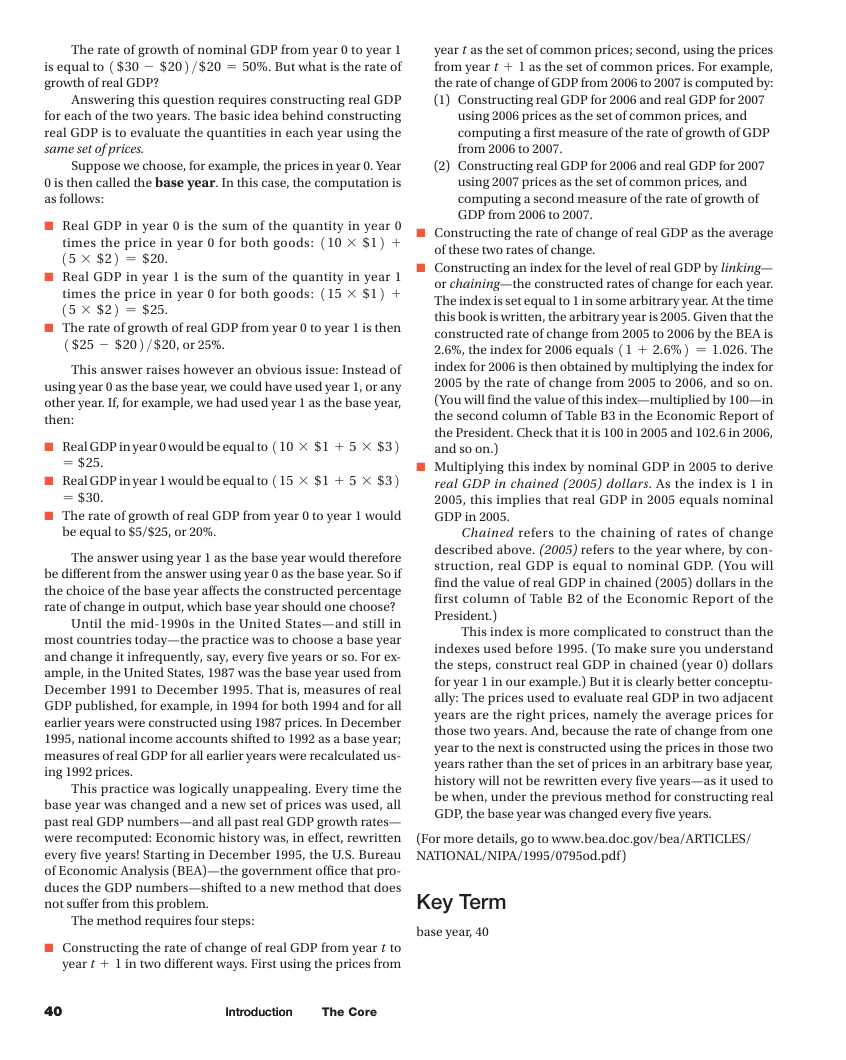 The rate of growth of nominal GDP from year 0 to year 1
is equal to ($30 − $20)/$20 = 50%. But what is the rate of
growth of real GDP?
Answering this question requires constructing real GDP
for each of the two years. The basic idea behind constructing
real GDP is to evaluate the quantities in each year using the
same set of prices.
Suppose we choose, for example, the prices in year 0. Year
0 is then called the base year. In this case, the computation is
as follows:
■ Real GDP in year 0 is the sum of the quantity in year 0
times the price in year 0 for both goods: (10 × $1) +
(5 × $2) = $20.
■ Real GDP in year 1 is the sum of the quantity in year 1
times the price in year 0 for both goods: (15 × $1) +
(5 × $2) = $25.
■ The rate of growth of real GDP from year 0 to year 1 is then
($25 − $20)/$20, or 25%.
This answer raises however an obvious issue: Instead of
using year 0 as the base year, we could have used year 1, or any
other year. If, for example, we had used year 1 as the base year,
then:
■ Real GDP in year 0 would be equal to (10 × $1 + 5 × $3)
= $25.
■ Real GDP in year 1 would be equal to (15 × $1 + 5 × $3)
= $30.
■ The rate of growth of real GDP from year 0 to year 1 would
be equal to $5/$25, or 20%.
The answer using year 1 as the base year would therefore
be different from the answer using year 0 as the base year. So if
the choice of the base year affects the constructed percentage
rate of change in output, which base year should one choose?
Until the mid-1990s in the United States—and still in
most countries today—the practice was to choose a base year
and change it infrequently, say, every five years or so. For ex-
ample, in the United States, 1987 was the base year used from
December 1991 to December 1995. That is, measures of real
GDP published, for example, in 1994 for both 1994 and for all
earlier years were constructed using 1987 prices. In December
1995, national income accounts shifted to 1992 as a base year;
measures of real GDP for all earlier years were recalculated us-
ing 1992 prices.
This practice was logically unappealing. Every time the
base year was changed and a new set of prices was used, all
past real GDP numbers—and all past real GDP growth rates—
were recomputed: Economic history was, in effect, rewritten
every five years! Starting in December 1995, the U.S. Bureau
of Economic Analysis (BEA)—the government office that pro-
duces the GDP numbers—shifted to a new method that does
not suffer from this problem.
The method requires four steps:
■ Constructing the rate of change of real GDP from year t to
year t + 1 in two different ways. First using the prices from
year t as the set of common prices; second, using the prices
from year t + 1 as the set of common prices. For example,
the rate of change of GDP from 2006 to 2007 is computed by:
(1) Constructing real GDP for 2006 and real GDP for 2007
using 2006 prices as the set of common prices, and
computing a first measure of the rate of growth of GDP
from 2006 to 2007.
(2) Constructing real GDP for 2006 and real GDP for 2007
using 2007 prices as the set of common prices, and
computing a second measure of the rate of growth of
GDP from 2006 to 2007.
■ Constructing the rate of change of real GDP as the average
of these two rates of change.
■ Constructing an index for the level of real GDP by linking—
or chaining—the constructed rates of change for each year.
The index is set equal to 1 in some arbitrary year. At the time
this book is written, the arbitrary year is 2005. Given that the
constructed rate of change from 2005 to 2006 by the BEA is
2.6%, the index for 2006 equals (1 + 2.6%) = 1.026. The
index for 2006 is then obtained by multiplying the index for
2005 by the rate of change from 2005 to 2006, and so on.
(You will find the value of this index—multiplied by 100—in
the second column of Table B3 in the Economic Report of
the President. Check that it is 100 in 2005 and 102.6 in 2006,
and so on.)
■ Multiplying this index by nominal GDP in 2005 to derive
real GDP in chained (2005) dollars. As the index is 1 in
2005, this implies that real GDP in 2005 equals nominal
GDP in 2005.
Chained refers to the chaining of rates of change
described above. (2005) refers to the year where, by con-
struction, real GDP is equal to nominal GDP. (You will
find the value of real GDP in chained (2005) dollars in the
first column of Table B2 of the Economic Report of the
President.)
This index is more complicated to construct than the
indexes used before 1995. (To make sure you understand
the steps, construct real GDP in chained (year 0) dollars
for year 1 in our example.) But it is clearly better conceptu-
ally: The prices used to evaluate real GDP in two adjacent
years are the right prices, namely the average prices for
those two years. And, because the rate of change from one
year to the next is constructed using the prices in those two
years rather than the set of prices in an arbitrary base year,
history will not be rewritten every five years—as it used to
be when, under the previous method for constructing real
GDP, the base year was changed every five years.
(For more details, go to www.bea.doc.gov/bea/ARTICLES/
NATIONAL/NIPA/1995/0795od.pdf)
Key Term
base year, 40
40 Introduction The Core